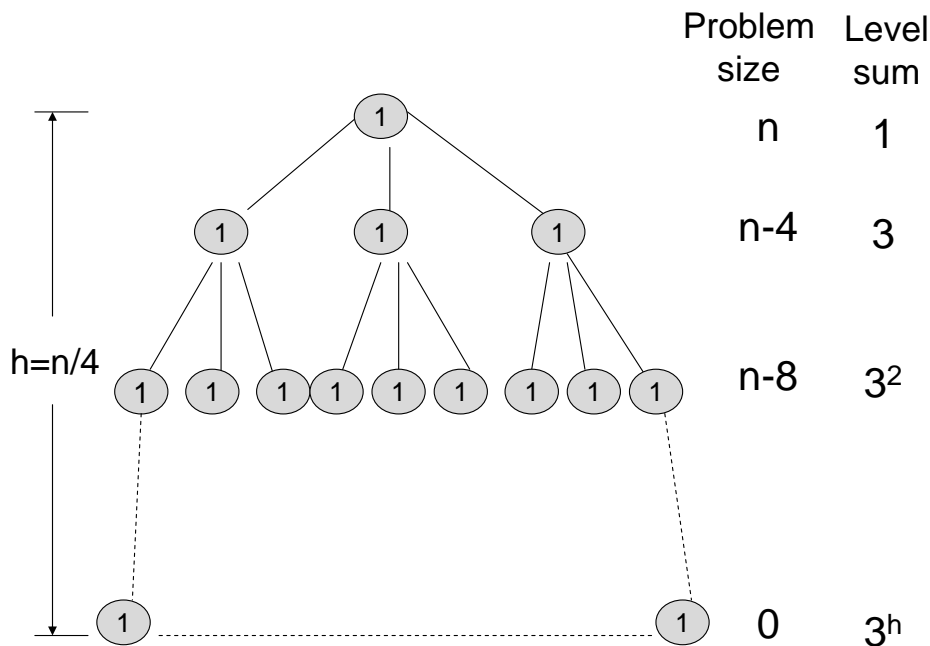 Problem Level
size sum
1 n 1
1 1 1 n-4 3
h=n/4
1 1 1 1 1 1 1 1 1 n-8 3²
1 1 0 3ʰ